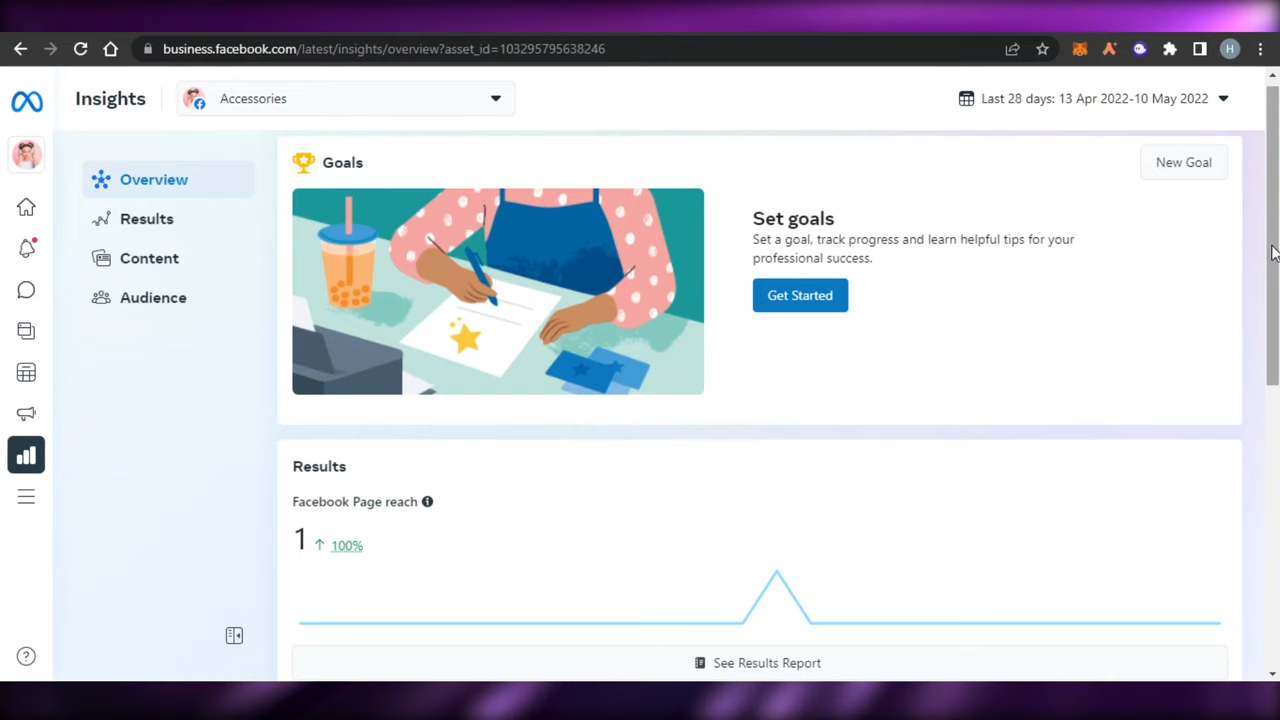 business.facebook.com/latest/insights/overview?asset_id=103295795638246
H
Insights
Accessories
Last 28 days: 13 Apr 2022-10 May 2022
Overview
Results
Content
Audience
Goals
New Goal
Set goals
Set a goal, track progress and learn helpful tips for your
professional success.
Get Started
Results
Facebook Page reach
1
100%
See Results Report